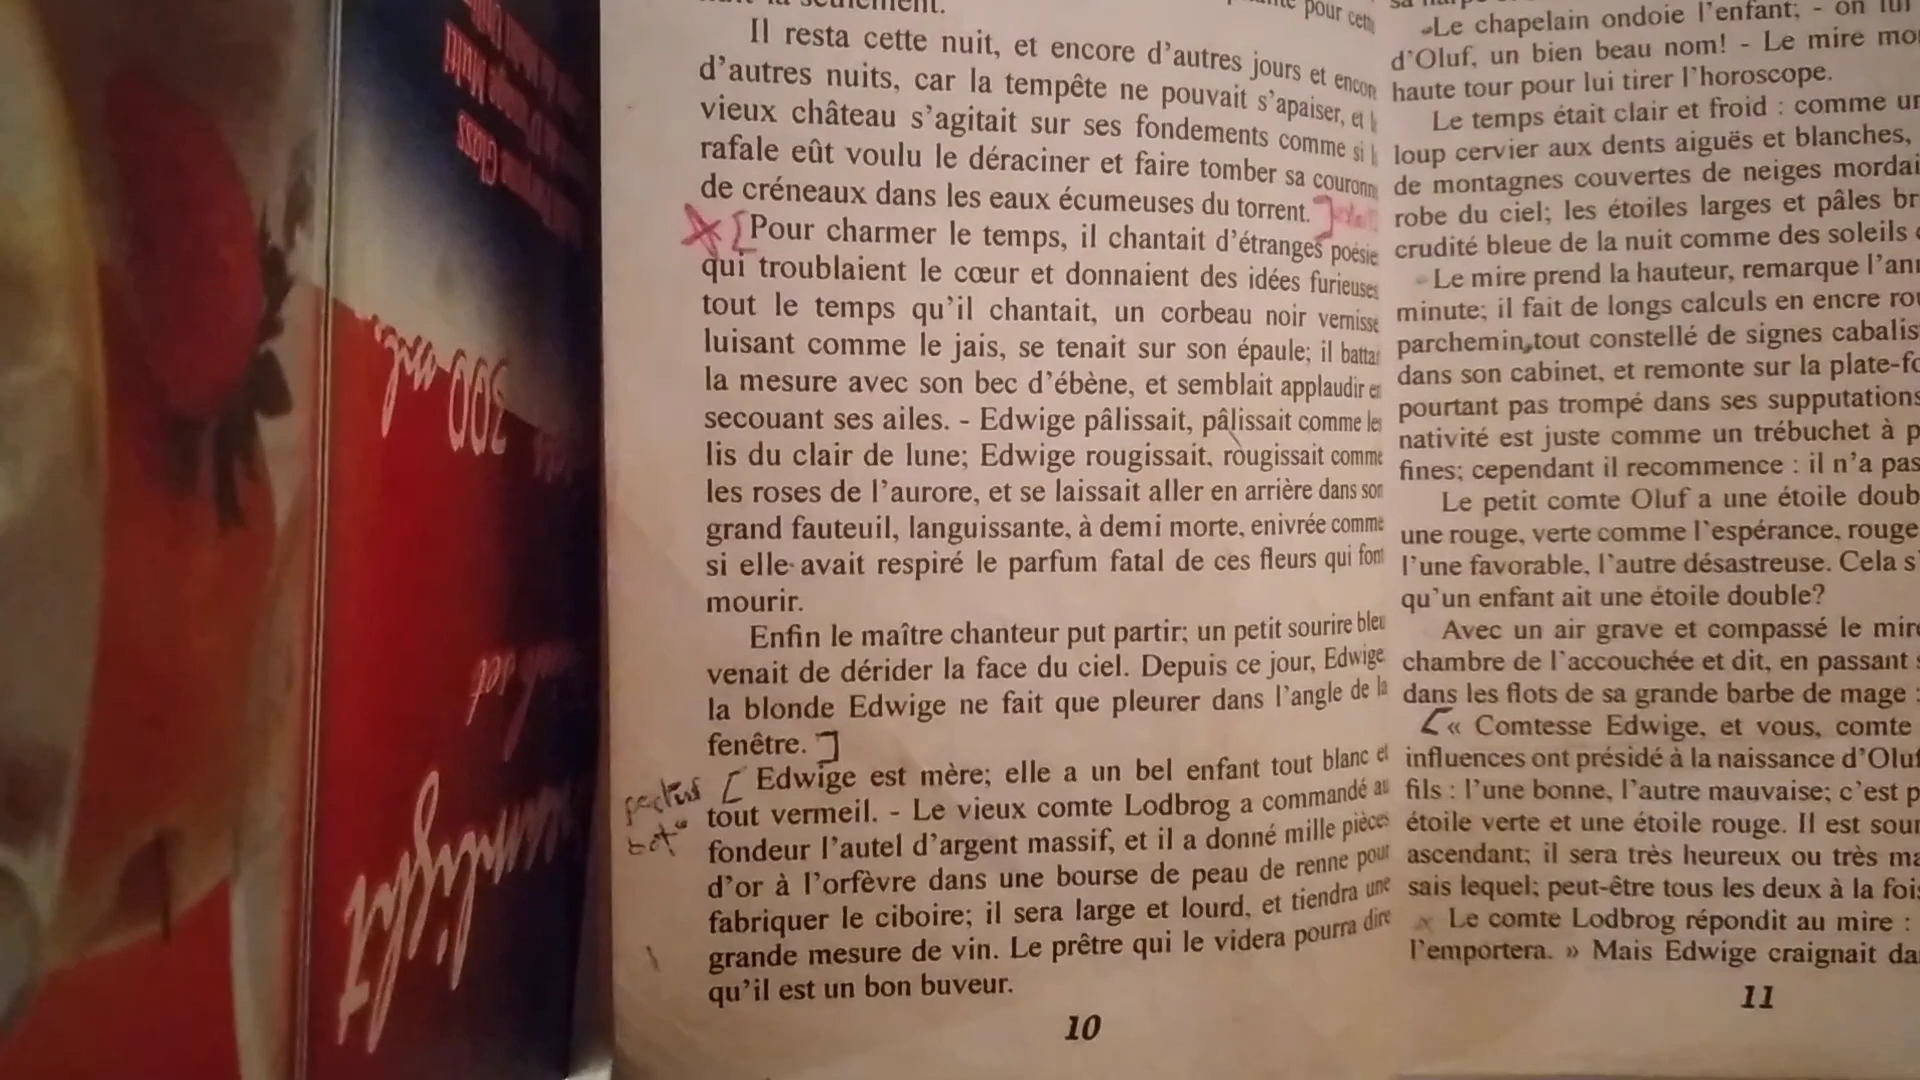 Il resta cette nuit, et encore d'autres jours et encore
d'autres nuits, car la tempête ne pouvait s'apaiser, et l
vieux château s'agitait sur ses fondements comme si l
rafale eût voulu le déraciner et faire tomber sa couronn
de créneaux dans les eaux écumeuses du torrent.
Pour charmer le temps, il chantait d'étranges poésie
qui troublaient le cœur et donnaient des idées furieuses
tout le temps qu'il chantait, un corbeau noir vernissé
luisant comme le jais, se tenait sur son épaule; il battai
la mesure avec son bec d'ébène, et semblait applaudir en
secouant ses ailes. - Edwige pâlissait, pâlissait comme les
lis du clair de lune; Edwige rougissait, rougissait comme
les roses de l'aurore, et se laissait aller en arrière dans son
grand fauteuil, languissante, à demi morte, enivrée comme
si elle avait respiré le parfum fatal de ces fleurs qui font
mourir.
Enfin le maître chanteur put partir; un petit sourire bleu
venait de dérider la face du ciel. Depuis ce jour, Edwige
la blonde Edwige ne fait que pleurer dans l'angle de la
fenêtre.
Edwige est mère; elle a un bel enfant tout blanc et
tout vermeil. - Le vieux comte Lodbrog a commandé au
fondeur l'autel d'argent massif, et il a donné mille pièces
d'or à l'orfèvre dans une bourse de peau de renne pour
fabriquer le ciboire; il sera large et lourd, et tiendra une
grande mesure de vin. Le prêtre qui le videra pourra dire
qu'il est un bon buveur.
10
«Le chapelain ondoie l'enfant; - on lui
d'Oluf, un bien beau nom! - Le mire mo
haute tour pour lui tirer l'horoscope.
Le temps était clair et froid : comme un
loup cervier aux dents aiguës et blanches,
de montagnes couvertes de neiges mordai
robe du ciel; les étoiles larges et pâles br
crudité bleue de la nuit comme des soleils
Le mire prend la hauteur, remarque l'ann
minute; il fait de longs calculs en encre rou
parchemin, tout constellé de signes cabalis
dans son cabinet, et remonte sur la plate-fo
pourtant pas trompé dans ses supputations
nativité est juste comme un trébuchet à p
fines; cependant il recommence : il n'a pas
Le petit comte Oluf a une étoile doub
une rouge, verte comme l'espérance, rouge
l'une favorable, l'autre désastreuse. Cela s'
qu'un enfant ait une étoile double?
Avec un air grave et compassé le mire
chambre de l'accouchée et dit, en passant s
dans les flots de sa grande barbe de mage :
« Comtesse Edwige, et vous, comte
influences ont présidé à la naissance d'Oluf
fils : l'une bonne, l'autre mauvaise; c'est p
étoile verte et une étoile rouge. Il est soum
ascendant; il sera très heureux ou très ma
sais lequel; peut-être tous les deux à la fois
Le comte Lodbrog répondit au mire :
l'emportera. » Mais Edwige craignait da
11
200
Gloss